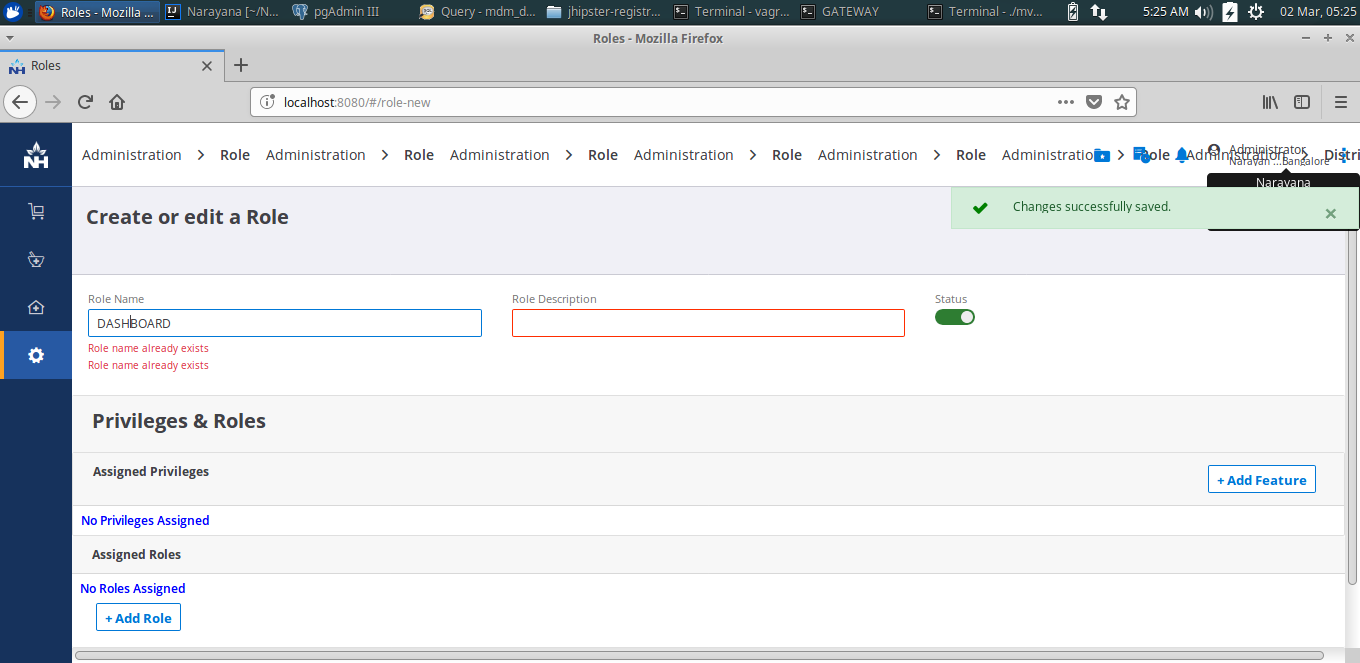 Roles - Mozilla ...
Narayana [~/N...
pgAdmin III
Query - mdm_d...
jhipster-registr...
Terminal - vagr...
GATEWAY
Terminal - ./mv...
5:25 AM
02 Mar, 05:25
Roles - Mozilla Firefox
Roles
localhost:8080/#/role-new
NH
Administration > Role Administration > Role Administration > Role Administration > Role Administration > Role Administration > Role Administration > Distri
Administrator
Narayan ...Bangalore
Narayana
Create or edit a Role
Changes successfully saved.
Role Name
Role Description
Status
DASHBOARD
Role name already exists
Role name already exists
Privileges & Roles
Assigned Privileges
+ Add Feature
No Privileges Assigned
Assigned Roles
No Roles Assigned
+ Add Role